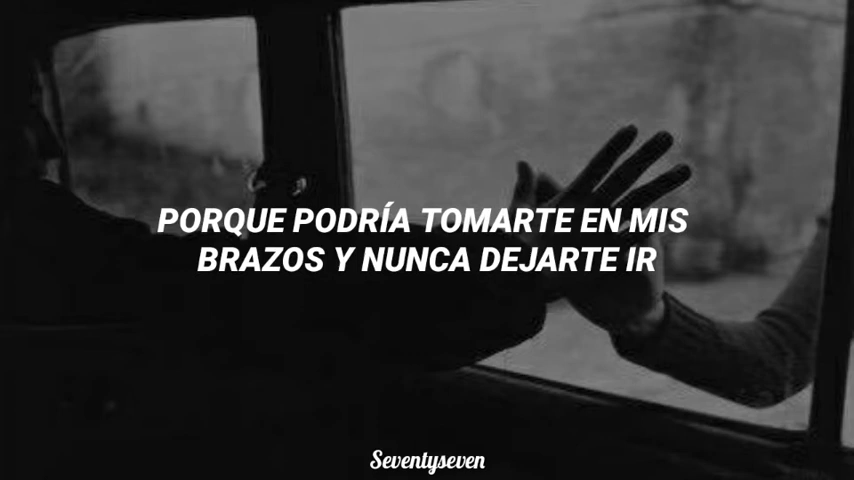 PORQUE PODRÍA TOMARTE EN MIS
BRAZOS Y NUNCA DEJARTE IR
Seventyseven